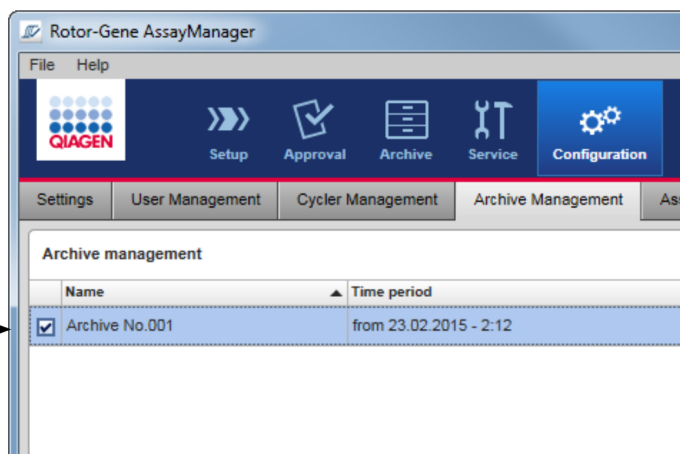 Rotor-Gene AssayManager
File Help
QIAGEN
Setup Approval Archive Service Configuration
Settings User Management Cycler Management Archive Management
Archive management
Name Time period
Archive No.001 from 23.02.2015 - 2:12